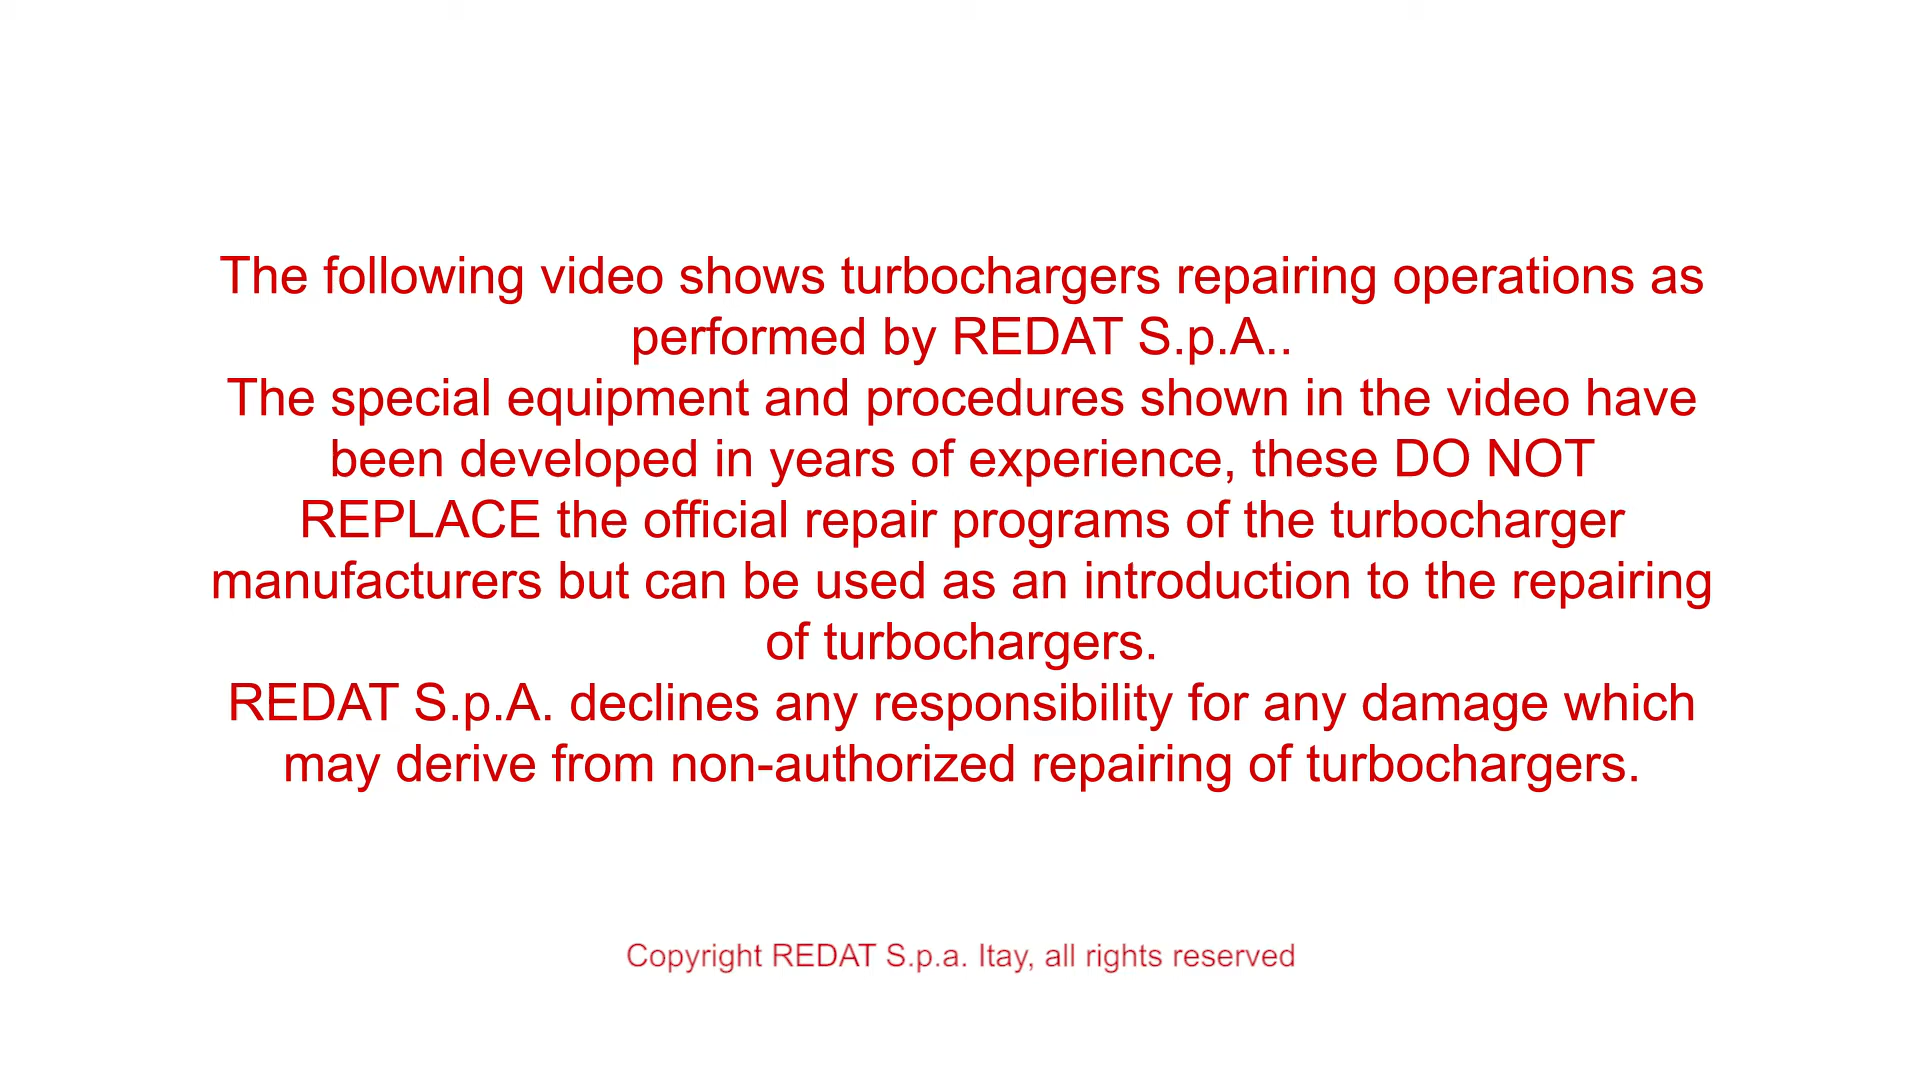 The following video shows turbochargers repairing operations as
performed by REDAT S.p.A..
The special equipment and procedures shown in the video have
been developed in years of experience, these DO NOT
REPLACE the official repair programs of the turbocharger
manufacturers but can be used as an introduction to the repairing
of turbochargers.
REDAT S.p.A. declines any responsibility for any damage which
may derive from non-authorized repairing of turbochargers.
Copyright REDAT S.p.a. Itay, all rights reserved